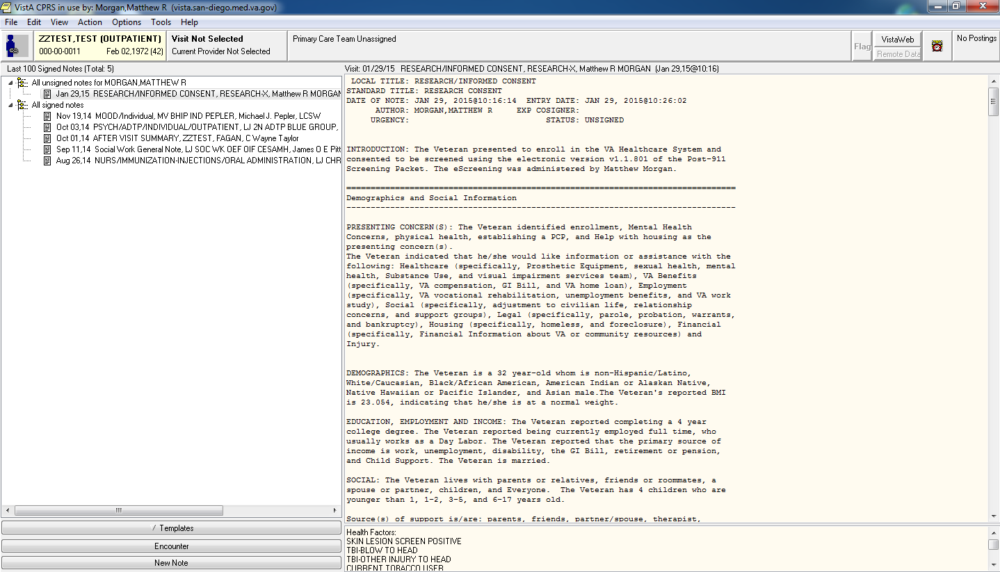 VistA CPRS in use by: Morgan,Matthew R (vista.san-diego.med.va.gov)
File Edit View Action Options Tools Help
ZZTEST,TEST (OUTPATIENT)
000-00-0011 Feb 02,1972 (42)
Visit Not Selected
Current Provider Not Selected
Primary Care Team Unassigned
Flag
VistaWeb
Remote Data
No Postings
Last 100 Signed Notes (Total: 5)
All unsigned notes for MORGAN,MATTHEW R
Jan 29,15 RESEARCH/INFORMED CONSENT, RESEARCH-X, Matthew R MORGAN
All signed notes
Nov 19,14 MOOD/Individual, MV BHIP IND PEPLER, Michael J. Pepler, LCSW
Oct 03,14 PSYCH/ADTP/INDIVIDUAL/OUTPATIENT, LJ 2N ADTP BLUE GROUP,
Oct 01,14 AFTER VISIT SUMMARY, ZZTEST, FAGAN, C Wayne Taylor
Sep 11,14 Social Work General Note, LJ SOC WK OEF OIF CESAMH, James O E Pitt
Aug 26,14 NURS/IMMUNIZATION-INJECTIONS/ORAL ADMINISTRATION, LJ CHR
Templates
Encounter
New Note
Visit: 01/29/15 RESEARCH/INFORMED CONSENT, RESEARCH-X, Matthew R MORGAN (Jan 29,15@10:16)
LOCAL TITLE: RESEARCH/INFORMED CONSENT
STANDARD TITLE: RESEARCH CONSENT
DATE OF NOTE: JAN 29, 2015@10:16:14 ENTRY DATE: JAN 29, 2015@10:26:02
AUTHOR: MORGAN,MATTHEW R EXP COSIGNER:
URGENCY: STATUS: UNSIGNED
INTRODUCTION: The Veteran presented to enroll in the VA Healthcare System and
consented to be screened using the electronic version v1.1.801 of the Post-911
Screening Packet. The eScreening was administered by Matthew Morgan.
================================================================================
Demographics and Social Information
--------------------------------------------------------------------------------
PRESENTING CONCERN(S): The Veteran identified enrollment, Mental Health
Concerns, physical health, establishing a PCP, and Help with housing as the
presenting concern(s).
The Veteran indicated that he/she would like information or assistance with the
following: Healthcare (specifically, Prosthetic Equipment, sexual health, mental
health, Substance Use, and visual impairment services team), VA Benefits
(specifically, VA compensation, GI Bill, and VA home loan), Employment
(specifically, VA vocational rehabilitation, unemployment benefits, and VA work
study), Social (specifically, adjustment to civilian life, relationship
concerns, and support groups), Legal (specifically, parole, probation, warrants,
and bankruptcy), Housing (specifically, homeless, and foreclosure), Financial
(specifically, Financial Information about VA or community resources) and
Injury.
DEMOGRAPHICS: The Veteran is a 32 year-old whom is non-Hispanic/Latino,
White/Caucasian, Black/African American, American Indian or Alaskan Native,
Native Hawaiian or Pacific Islander, and Asian male.The Veteran's reported BMI
is 23.054, indicating that he/she is at a normal weight.
EDUCATION, EMPLOYMENT AND INCOME: The Veteran reported completing a 4 year
college degree. The Veteran reported being currently employed full time, who
usually works as a Day Labor. The Veteran reported that the primary source of
income is work, unemployment, disability, the GI Bill, retirement or pension,
and Child Support. The Veteran is married.
SOCIAL: The Veteran lives with parents or relatives, friends or roommates, a
spouse or partner, children, and Everyone. The Veteran has 4 children who are
younger than 1, 1-2, 3-5, and 6-17 years old.
Source(s) of support is/are: parents, friends, partner/spouse, therapist,
Health Factors:
SKIN LESION SCREEN POSITIVE
TBI-BLOW TO HEAD
TBI-OTHER INJURY TO HEAD
CURRENT TOBACCO USER